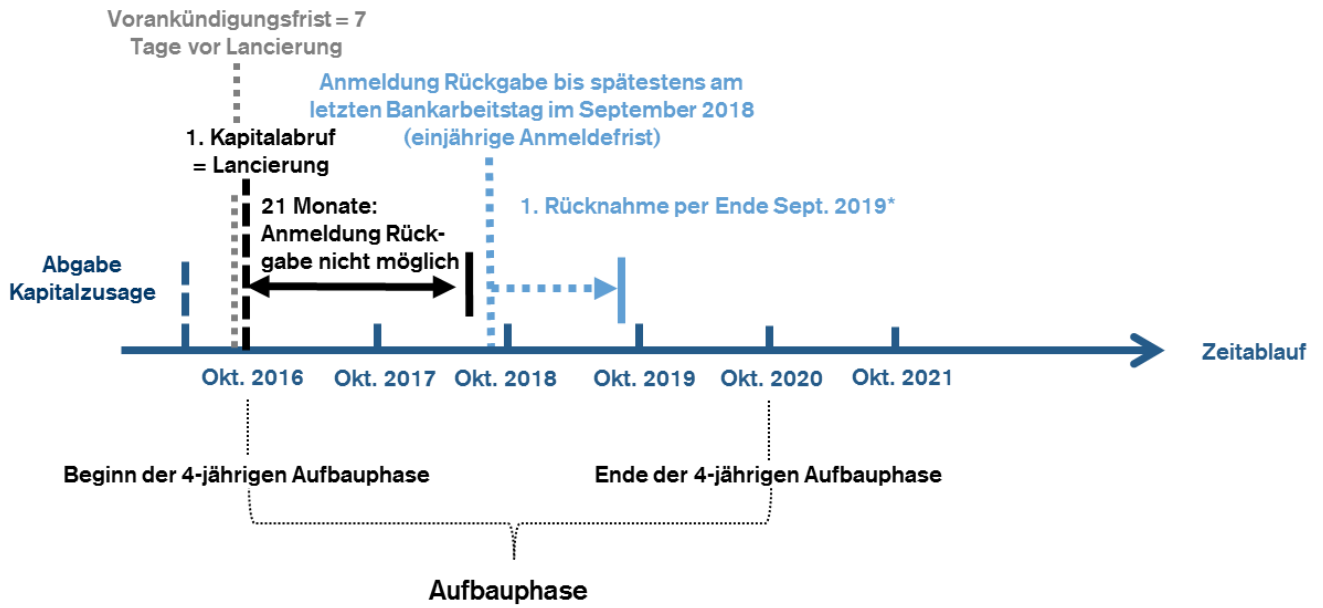 Vorankündigungsfrist = 7
Tage vor Lancierung
Anmeldung Rückgabe bis spätestens am
letzten Bankarbeitstag im September 2018
(einjährige Anmeldefrist)
1. Kapitalabruf
= Lancierung
21 Monate:
Anmeldung Rück-
gabe nicht möglich
1. Rücknahme per Ende Sept. 2019*
Abgabe
Kapitalzusage
Zeitablauf
Okt. 2016 Okt. 2017 Okt. 2018 Okt. 2019 Okt. 2020 Okt. 2021
Beginn der 4-jährigen Aufbauphase Ende der 4-jährigen Aufbauphase
Aufbauphase